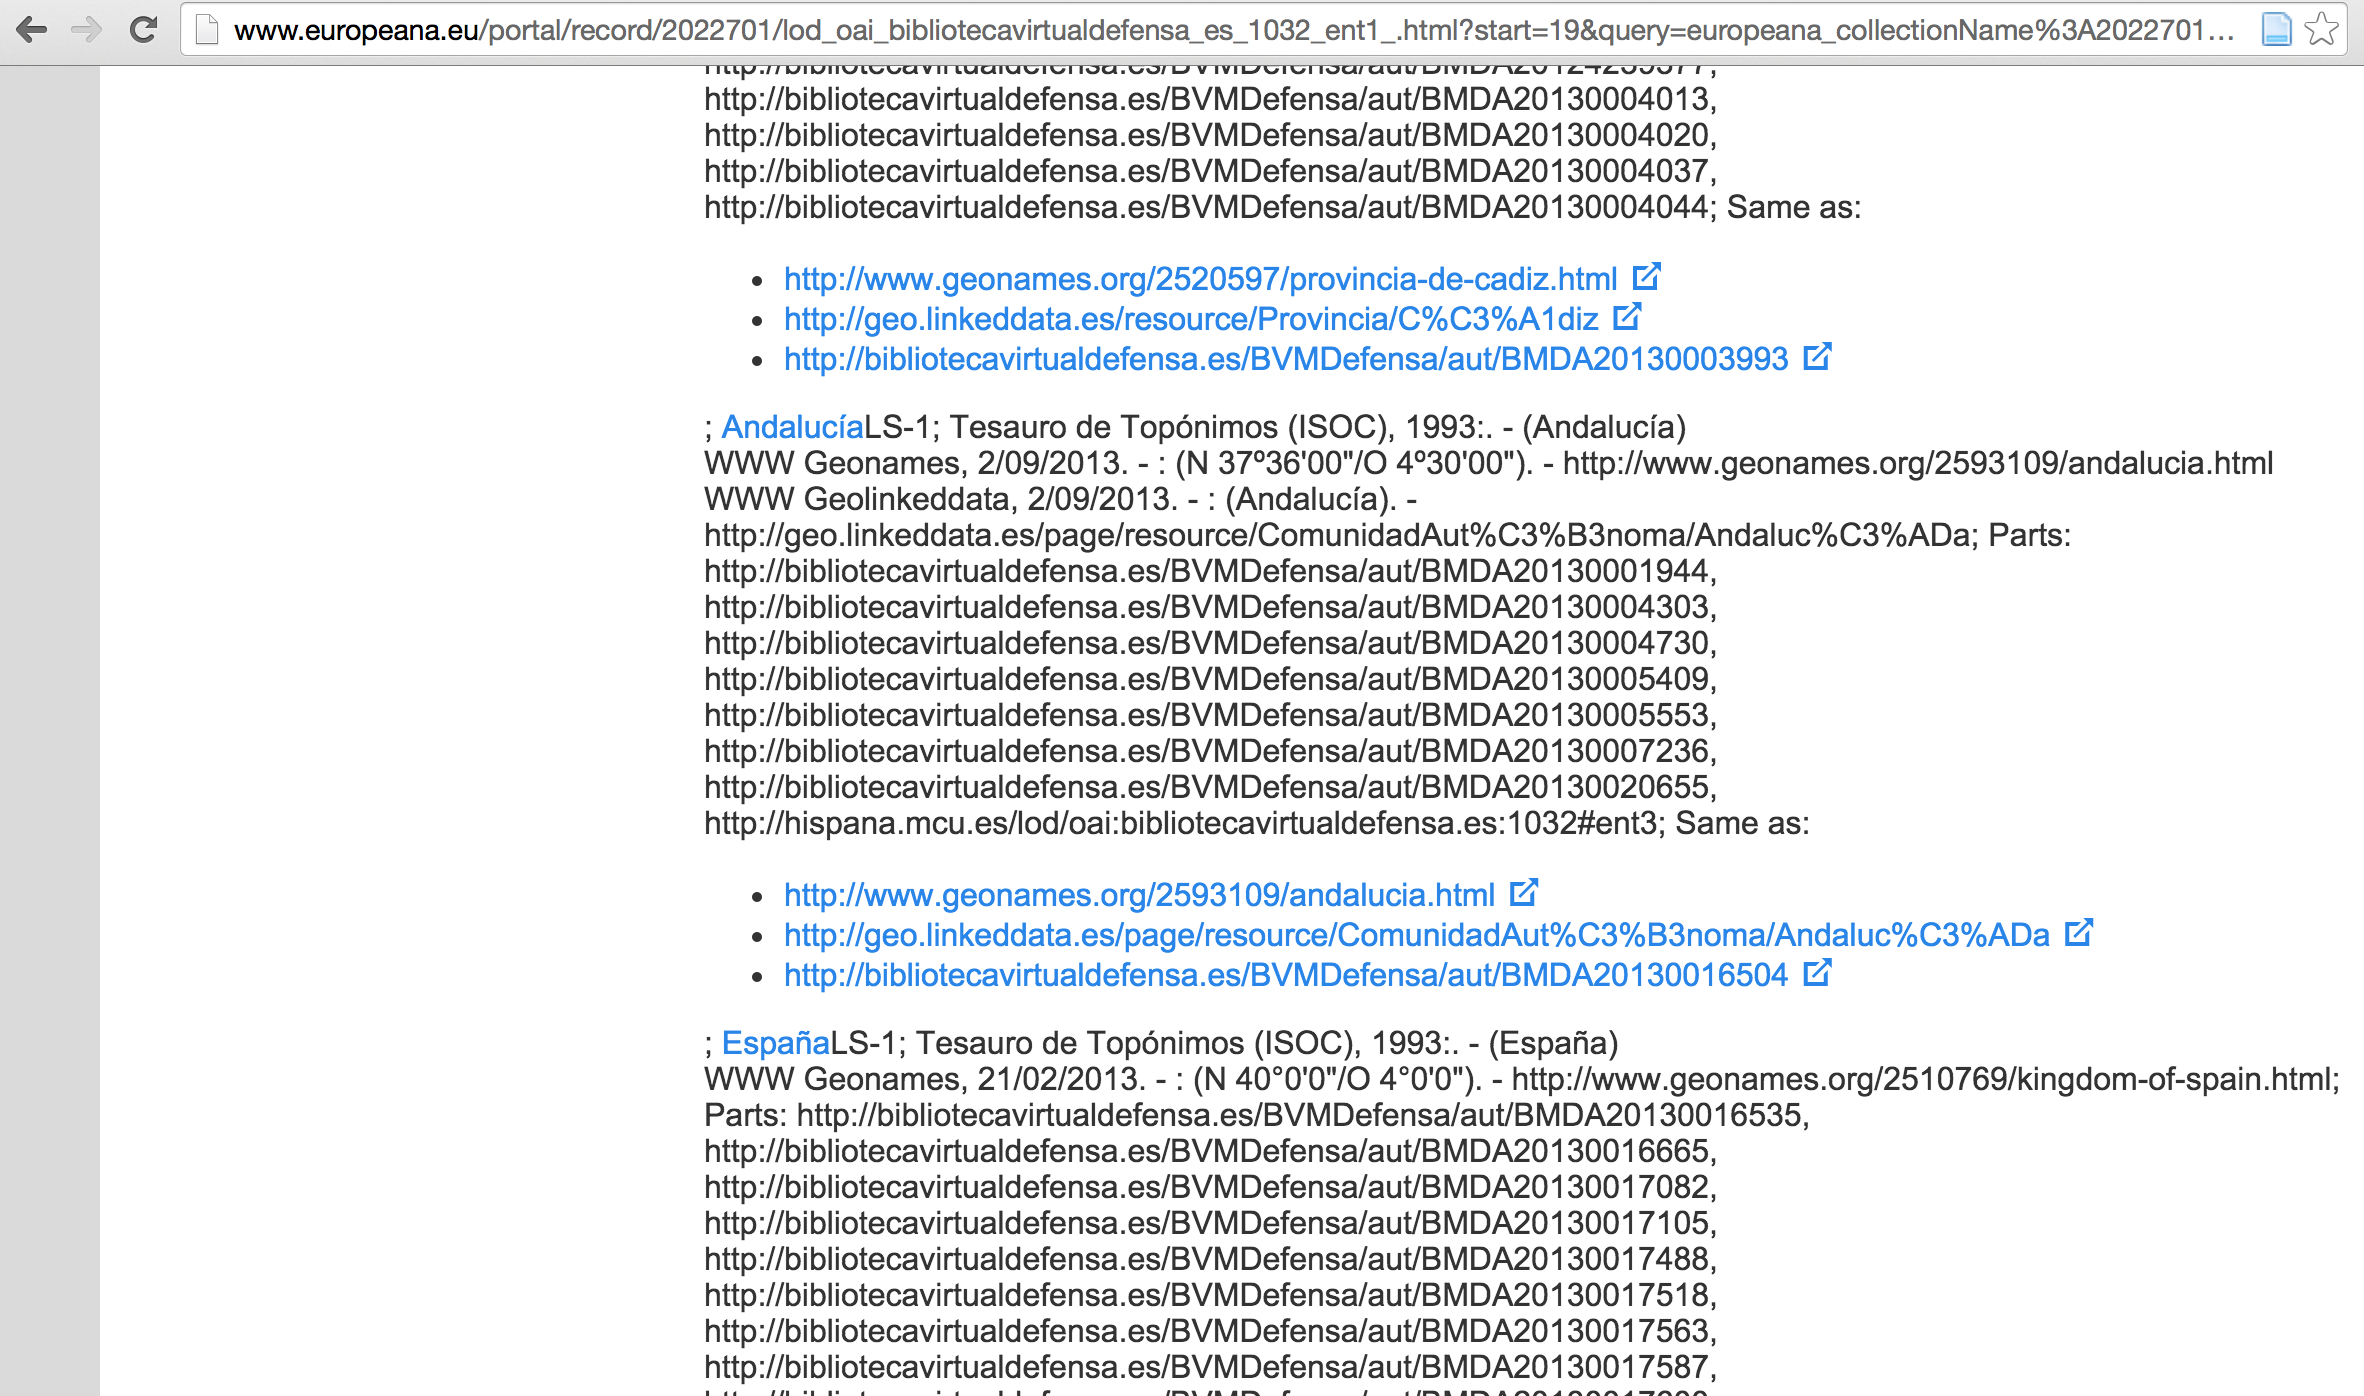 www.europeana.eu/portal/record/2022701/lod_oai_bibliotecavirtualdefensa_es_1032_ent1_.html?start=19&query=europeana_collectionName%3A2022701...
http://bibliotecavirtualdefensa.es/BVMDefensa/aut/BMDA20124259377,
http://bibliotecavirtualdefensa.es/BVMDefensa/aut/BMDA20130004013,
http://bibliotecavirtualdefensa.es/BVMDefensa/aut/BMDA20130004020,
http://bibliotecavirtualdefensa.es/BVMDefensa/aut/BMDA20130004037,
http://bibliotecavirtualdefensa.es/BVMDefensa/aut/BMDA20130004044; Same as:
• http://www.geonames.org/2520597/provincia-de-cadiz.html
• http://geo.linkeddata.es/resource/Provincia/C%C3%A1diz
• http://bibliotecavirtualdefensa.es/BVMDefensa/aut/BMDA20130003993
; AndalucíaLS-1; Tesauro de Topónimos (ISOC), 1993:. - (Andalucía)
WWW Geonames, 2/09/2013. - : (N 37º36'00"/O 4º30'00"). - http://www.geonames.org/2593109/andalucia.html
WWW Geolinkeddata, 2/09/2013. - : (Andalucía). -
http://geo.linkeddata.es/page/resource/ComunidadAut%C3%B3noma/Andaluc%C3%ADa; Parts:
http://bibliotecavirtualdefensa.es/BVMDefensa/aut/BMDA20130001944,
http://bibliotecavirtualdefensa.es/BVMDefensa/aut/BMDA20130004303,
http://bibliotecavirtualdefensa.es/BVMDefensa/aut/BMDA20130004730,
http://bibliotecavirtualdefensa.es/BVMDefensa/aut/BMDA20130005409,
http://bibliotecavirtualdefensa.es/BVMDefensa/aut/BMDA20130005553,
http://bibliotecavirtualdefensa.es/BVMDefensa/aut/BMDA20130007236,
http://bibliotecavirtualdefensa.es/BVMDefensa/aut/BMDA20130020655,
http://hispana.mcu.es/lod/oai:bibliotecavirtualdefensa.es:1032#ent3; Same as:
• http://www.geonames.org/2593109/andalucia.html
• http://geo.linkeddata.es/page/resource/ComunidadAut%C3%B3noma/Andaluc%C3%ADa
• http://bibliotecavirtualdefensa.es/BVMDefensa/aut/BMDA20130016504
; EspañaLS-1; Tesauro de Topónimos (ISOC), 1993:. - (España)
WWW Geonames, 21/02/2013. - : (N 40°0'0"/O 4°0'0"). - http://www.geonames.org/2510769/kingdom-of-spain.html;
Parts: http://bibliotecavirtualdefensa.es/BVMDefensa/aut/BMDA20130016535,
http://bibliotecavirtualdefensa.es/BVMDefensa/aut/BMDA20130016665,
http://bibliotecavirtualdefensa.es/BVMDefensa/aut/BMDA20130017082,
http://bibliotecavirtualdefensa.es/BVMDefensa/aut/BMDA20130017105,
http://bibliotecavirtualdefensa.es/BVMDefensa/aut/BMDA20130017488,
http://bibliotecavirtualdefensa.es/BVMDefensa/aut/BMDA20130017518,
http://bibliotecavirtualdefensa.es/BVMDefensa/aut/BMDA20130017563,
http://bibliotecavirtualdefensa.es/BVMDefensa/aut/BMDA20130017587,